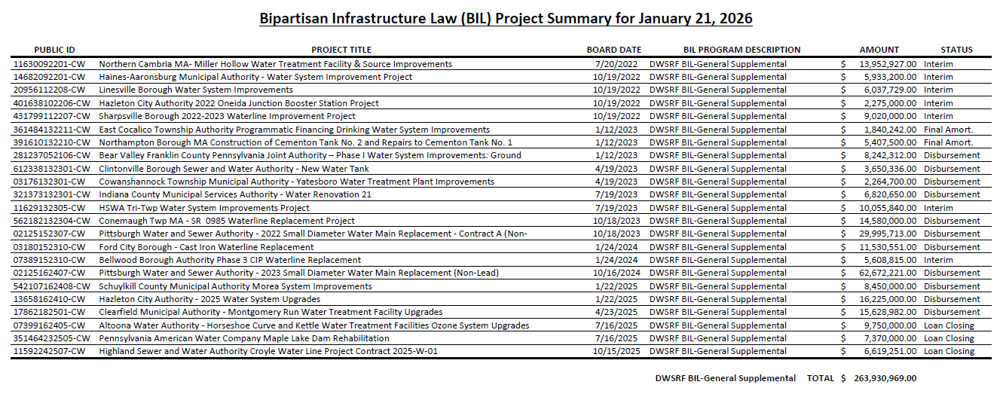 Bipartisan Infrastructure Law (BIL) Project Summary for January 21, 2026
PUBLIC ID PROJECT TITLE BOARD DATE BIL PROGRAM DESCRIPTION AMOUNT STATUS
11630092201-CW Northern Cambria MA- Miller Hollow Water Treatment Facility & Source Improvements 7/20/2022 DWSRF BIL-General Supplemental $ 13,952,927.00 Interim
14682092201-CW Haines-Aaronsburg Municipal Authority - Water System Improvement Project 10/19/2022 DWSRF BIL-General Supplemental $ 5,933,200.00 Interim
20956112208-CW Linesville Borough Water System Improvements 10/19/2022 DWSRF BIL-General Supplemental $ 6,037,729.00 Interim
401638102206-CW Hazleton City Authority 2022 Oneida Junction Booster Station Project 10/19/2022 DWSRF BIL-General Supplemental $ 2,275,000.00 Interim
431799112207-CW Sharpsville Borough 2022-2023 Waterline Improvement Project 10/19/2022 DWSRF BIL-General Supplemental $ 9,020,000.00 Interim
361484132211-CW East Cocalico Township Authority Programmatic Financing Drinking Water System Improvements 1/12/2023 DWSRF BIL-General Supplemental $ 1,840,242.00 Final Amort.
391610132210-CW Northampton Borough MA Construction of Cementon Tank No. 2 and Repairs to Cementon Tank No. 1 1/12/2023 DWSRF BIL-General Supplemental $ 5,407,500.00 Final Amort.
281237052106-CW Bear Valley Franklin County Pennsylvania Joint Authority – Phase I Water System Improvements: Ground 1/12/2023 DWSRF BIL-General Supplemental $ 8,242,312.00 Disbursement
612338132301-CW Clintonville Borough Sewer and Water Authority - New Water Tank 4/19/2023 DWSRF BIL-General Supplemental $ 3,650,336.00 Disbursement
03176132301-CW Cowanshannock Township Municipal Authority - Yatesboro Water Treatment Plant Improvements 4/19/2023 DWSRF BIL-General Supplemental $ 2,264,700.00 Disbursement
321373132301-CW Indiana County Municipal Services Authority - Water Renovation 21 7/19/2023 DWSRF BIL-General Supplemental $ 6,820,650.00 Disbursement
11629132305-CW HSWA Tri-Twp Water System Improvements Project 7/19/2023 DWSRF BIL-General Supplemental $ 10,055,840.00 Interim
562182132304-CW Conemaugh Twp MA - SR 0985 Waterline Replacement Project 10/18/2023 DWSRF BIL-General Supplemental $ 14,580,000.00 Disbursement
02125152307-CW Pittsburgh Water and Sewer Authority - 2022 Small Diameter Water Main Replacement - Contract A (Non- 10/18/2023 DWSRF BIL-General Supplemental $ 29,995,713.00 Disbursement
03180152310-CW Ford City Borough - Cast Iron Waterline Replacement 1/24/2024 DWSRF BIL-General Supplemental $ 11,530,551.00 Disbursement
07389152310-CW Bellwood Borough Authority Phase 3 CIP Waterline Replacement 1/24/2024 DWSRF BIL-General Supplemental $ 5,608,815.00 Interim
02125162407-CW Pittsburgh Water and Sewer Authority - 2023 Small Diameter Water Main Replacement (Non-Lead) 10/16/2024 DWSRF BIL-General Supplemental $ 62,672,221.00 Disbursement
542107162408-CW Schuylkill County Municipal Authority Morea System Improvements 1/22/2025 DWSRF BIL-General Supplemental $ 8,450,000.00 Disbursement
13658162410-CW Hazleton City Authority - 2025 Water System Upgrades 1/22/2025 DWSRF BIL-General Supplemental $ 16,225,000.00 Disbursement
17862182501-CW Clearfield Municipal Authority - Montgomery Run Water Treatment Facility Upgrades 4/23/2025 DWSRF BIL-General Supplemental $ 15,628,982.00 Disbursement
07399162405-CW Altoona Water Authority - Horseshoe Curve and Kettle Water Treatment Facilities Ozone System Upgrades 7/16/2025 DWSRF BIL-General Supplemental $ 9,750,000.00 Loan Closing
351464232505-CW Pennsylvania American Water Company Maple Lake Dam Rehabilitation 7/16/2025 DWSRF BIL-General Supplemental $ 7,370,000.00 Loan Closing
11592242507-CW Highland Sewer and Water Authority Croyle Water Line Project Contract 2025-W-01 10/15/2025 DWSRF BIL-General Supplemental $ 6,619,251.00 Loan Closing
DWSRF BIL-General Supplemental TOTAL $ 263,930,969.00